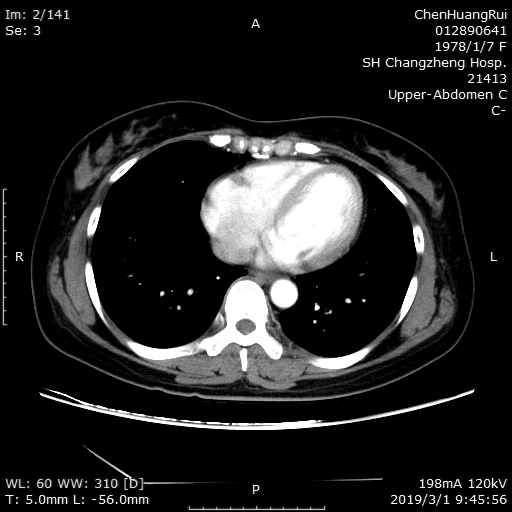 Im: 2/141
Se: 3
A
ChenHuangRui
012890641
1978/1/7 F
SH Changzheng Hosp.
21413
Upper-Abdomen C
C-
R
L
WL: 60 WW: 310 [D]
T: 5.0mm L: -56.0mm
P
198mA 120kV
2019/3/1 9:45:56